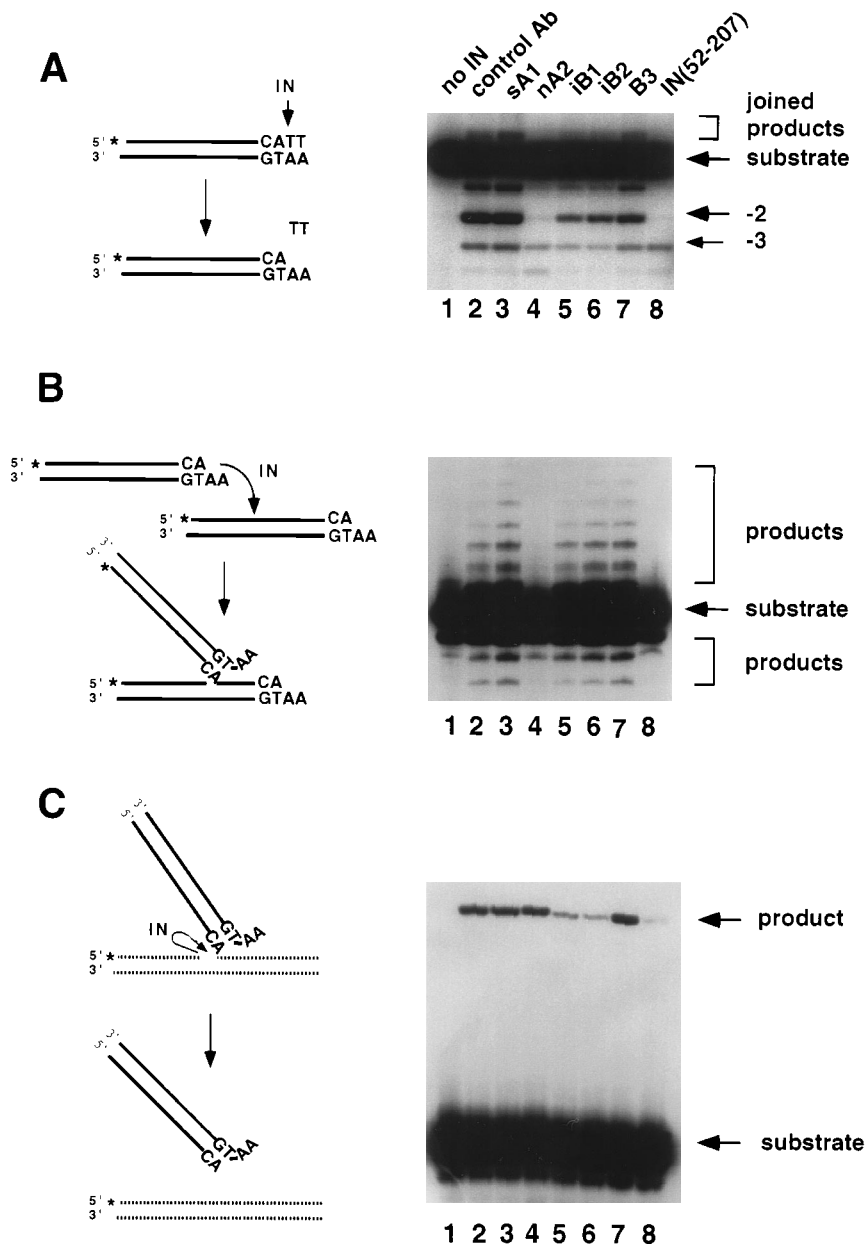 A
IN
5' * CATT
3' GTAA
TT
5' * CA
3' GTAA
no IN
control Ab
sA1
nA2
iB1
iB2
B3
IN(52-207)
joined
products
substrate
-2
-3
1 2 3 4 5 6 7 8
B
5' * CA
3' GTAA
IN
5' * CA
3' GTAA
3'
5'
*
GT AA
CA
5' * CA
3' GTAA
products
substrate
products
1 2 3 4 5 6 7 8
C
3'
5'
IN
GT AA
CA
5' *
3'
3'
5'
GT AA
CA
5' *
3'
product
substrate
1 2 3 4 5 6 7 8